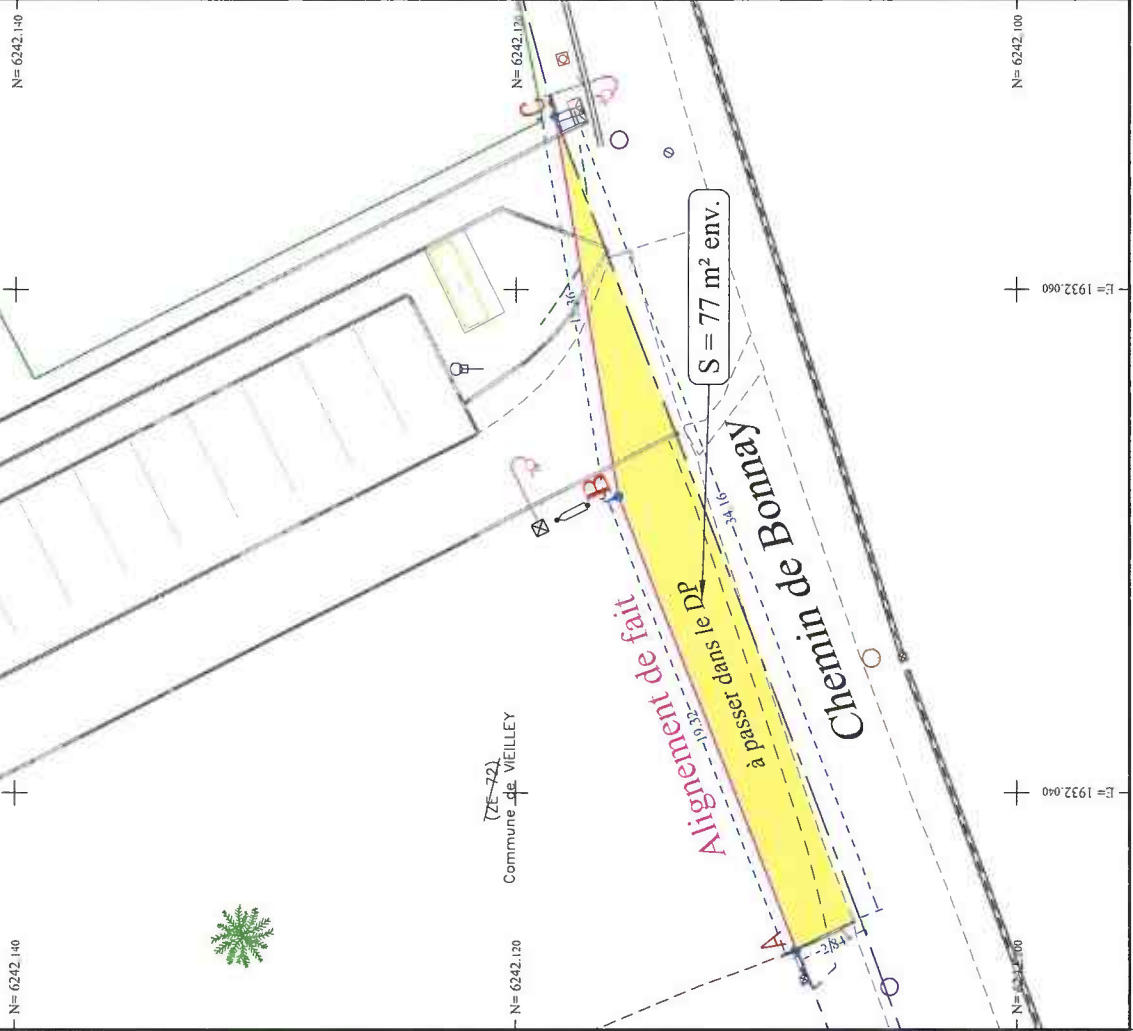 N= 6242.140
N= 6242.120
N= 6242.100
C
S = 77 m² env.
E= 1932.060
B
34.16
Chemin de Bonnay
Alignement de fait
19.32
à passer dans le DP
(ZE 72)
Commune de VIEILLEY
E= 1932.040
A
2.84
N= 6242.140
N= 6242.120